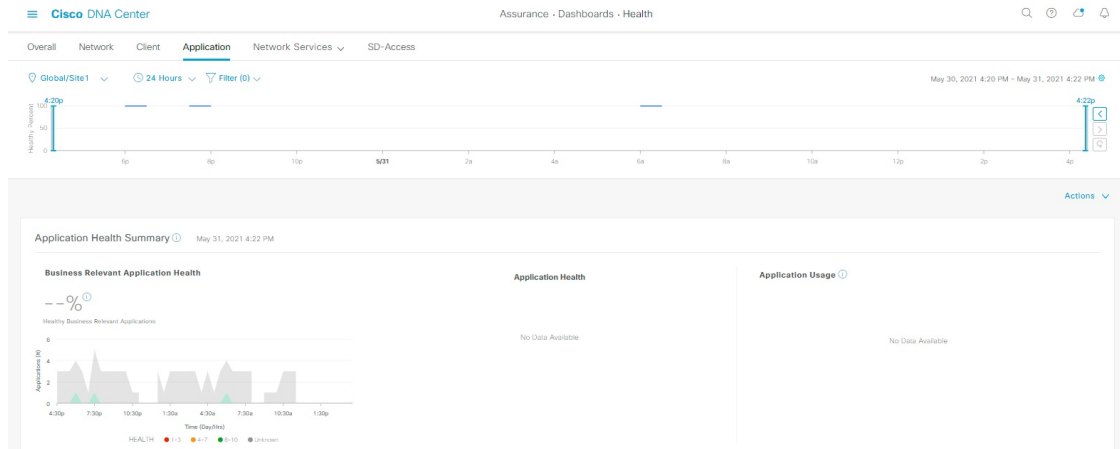 Cisco DNA Center
Assurance · Dashboards · Health
Overall Network Client Application Network Services SD-Access
Global/Site1 24 Hours Filter (0) May 30, 2021 4:20 PM - May 31, 2021 4:22 PM
4:20p 4:22p
Healthy Percent
100
50
0
6p 8p 10p 5/31 2a 4a 6a 8a 10a 12p 2p 4p
Actions
Application Health Summary May 31, 2021 4:22 PM
Business Relevant Application Health
--%
Healthy Business Relevant Applications
Applications (#)
6
4
2
0
4:30p 7:30p 10:30p 1:30a 4:30a 7:30a 10:30a 1:30p
Time (Day/Hrs)
HEALTH 1-3 4-7 8-10 Unknown
Application Health
No Data Available
Application Usage
No Data Available